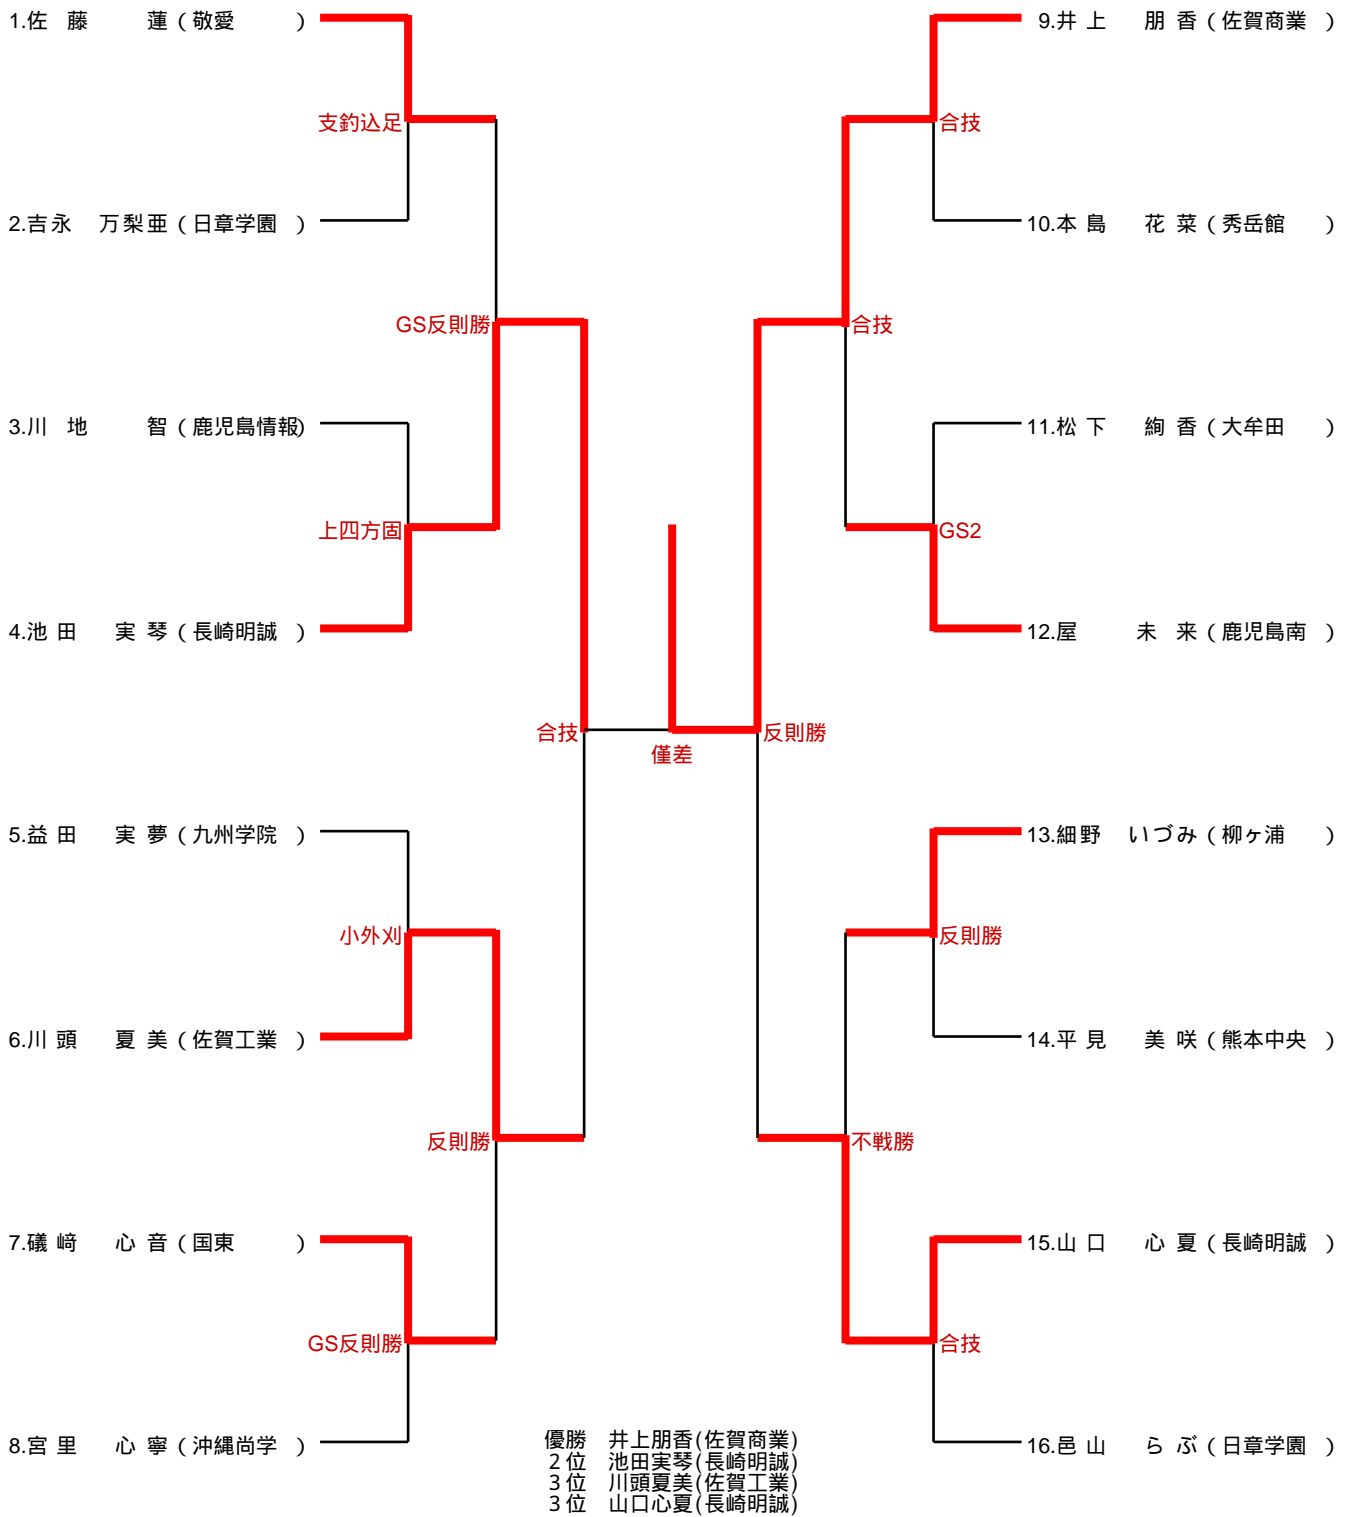 1.佐藤 蓮(敬愛)
支釣込足
2.吉永 万梨亜(日章学園)
GS反則勝
3.川地 智(鹿児島情報)
上四方固
4.池田 実琴(長崎明誠)
合技
5.益田 実夢(九州学院)
小外刈
6.川頭 夏美(佐賀工業)
反則勝
7.礒﨑 心音(国東)
GS反則勝
8.宮里 心寧(沖縄尚学)
僅差
9.井上 朋香(佐賀商業)
合技
10.本島 花菜(秀岳館)
合技
11.松下 絢香(大牟田)
GS2
12.屋 未来(鹿児島南)
反則勝
13.細野 いづみ(柳ヶ浦)
反則勝
14.平見 美咲(熊本中央)
不戦勝
15.山口 心夏(長崎明誠)
合技
16.邑山 らぶ(日章学園)
優勝 井上朋香(佐賀商業)
2位 池田実琴(長崎明誠)
3位 川頭夏美(佐賀工業)
3位 山口心夏(長崎明誠)